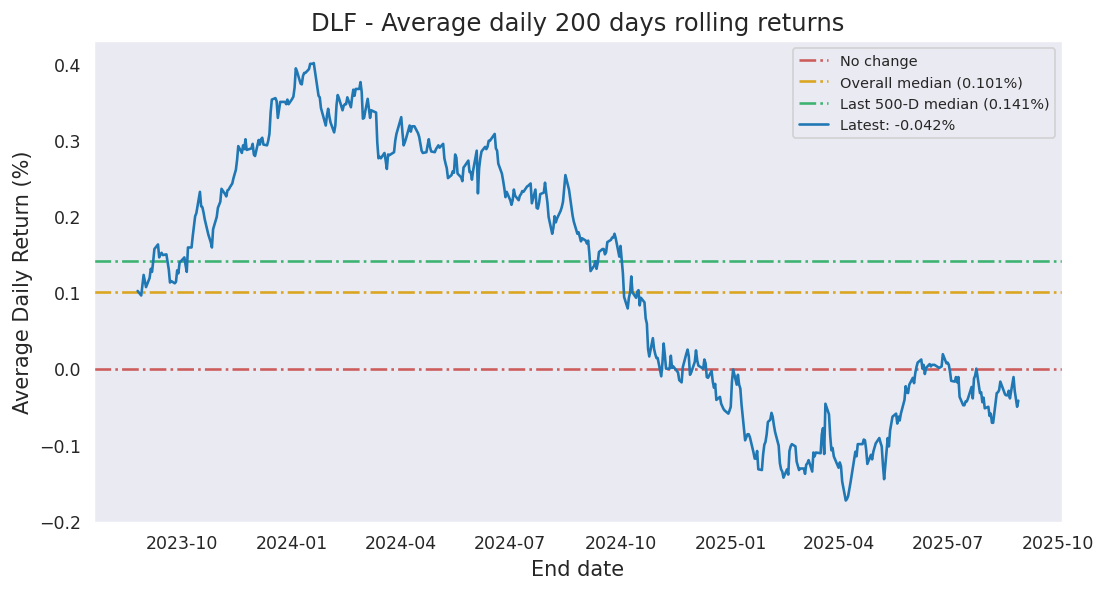 DLF - Average daily 200 days rolling returns
No change
Overall median (0.101%)
Last 500-D median (0.141%)
Latest: -0.042%
Average Daily Return (%)
0.4
0.3
0.2
0.1
0.0
−0.1
−0.2
2023-10 2024-01 2024-04 2024-07 2024-10 2025-01 2025-04 2025-07 2025-10
End date